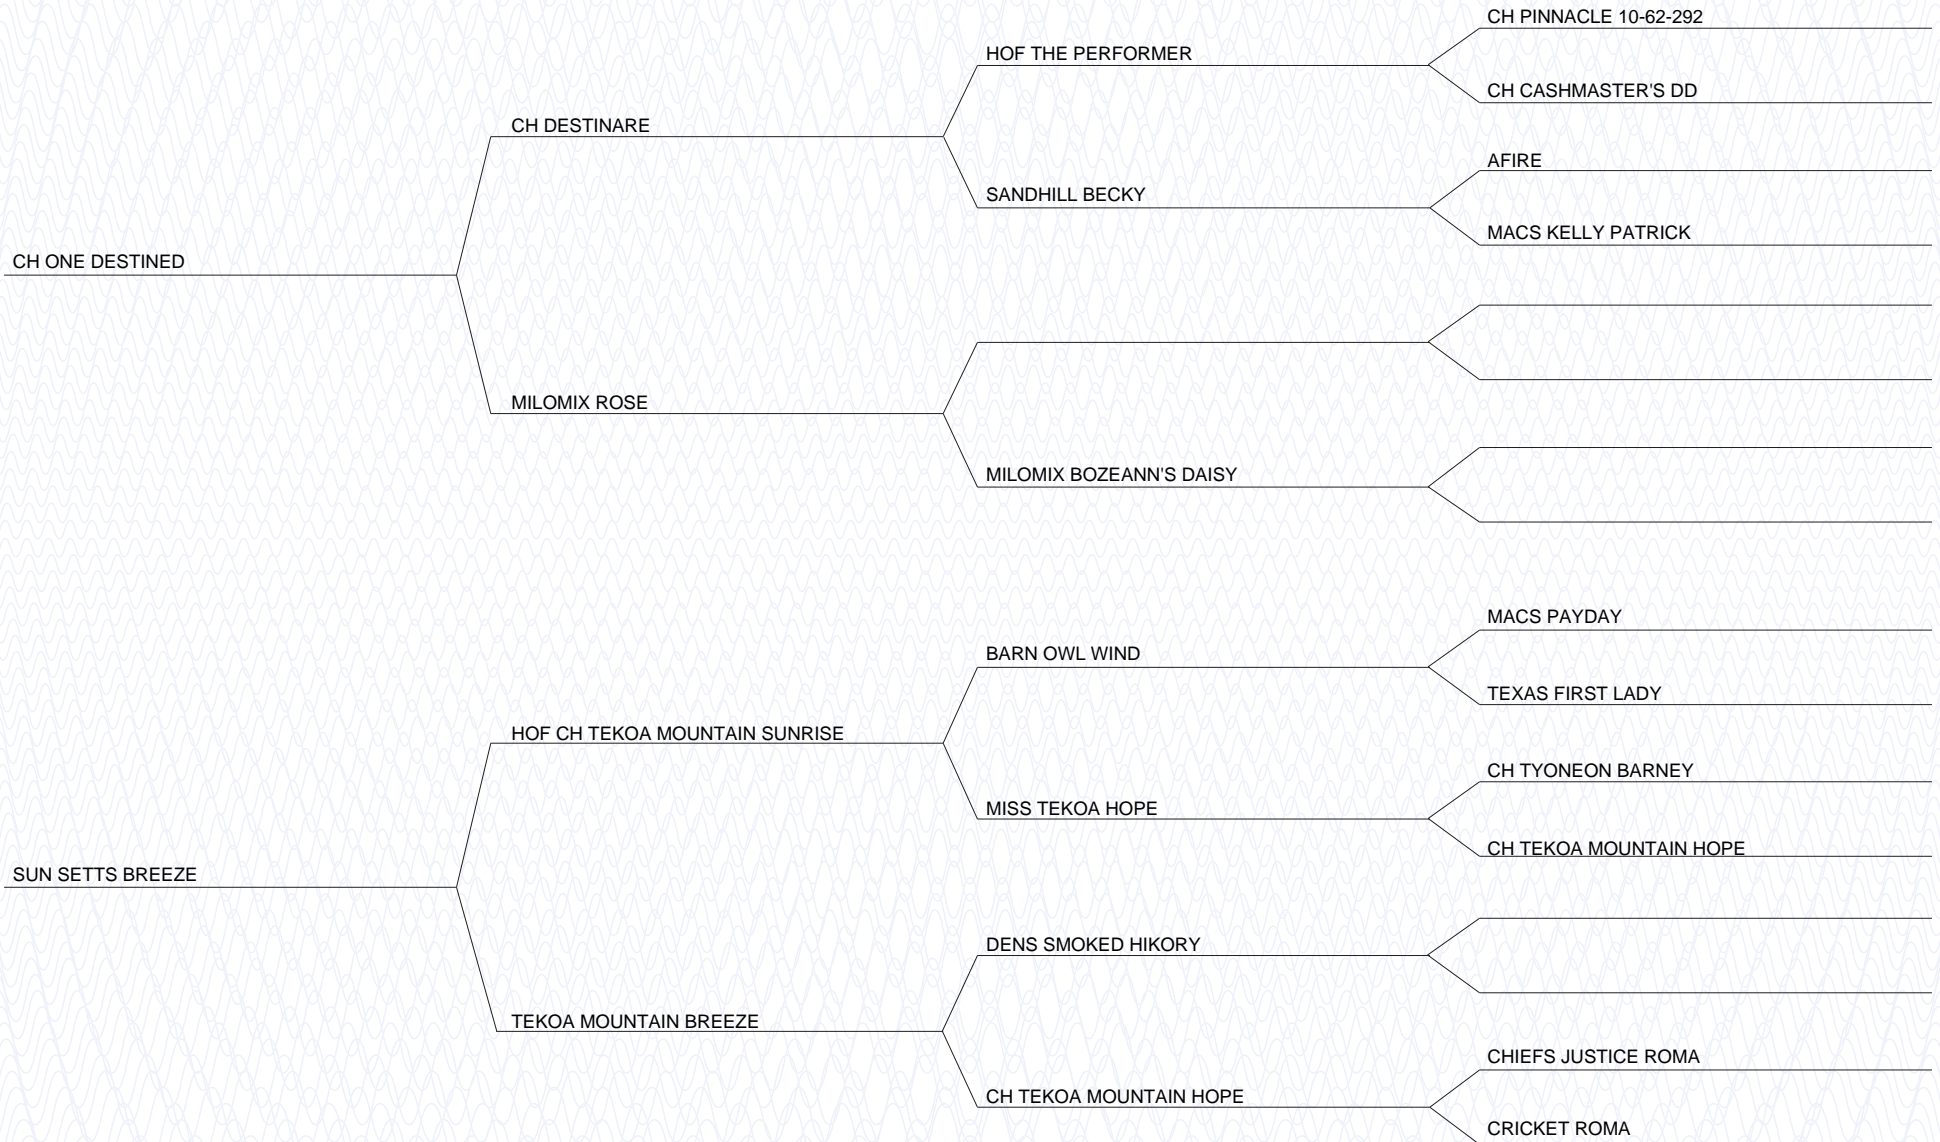 CH PINNACLE 10-62-292
HOF THE PERFORMER
CH CASHMASTER'S DD
CH DESTINARE
AFIRE
SANDHILL BECKY
MACS KELLY PATRICK
CH ONE DESTINED
MILOMIX ROSE
MILOMIX BOZEANN'S DAISY
MACS PAYDAY
BARN OWL WIND
TEXAS FIRST LADY
HOF CH TEKOA MOUNTAIN SUNRISE
CH TYONEON BARNEY
MISS TEKOA HOPE
CH TEKOA MOUNTAIN HOPE
SUN SETTS BREEZE
DENS SMOKED HIKORY
TEKOA MOUNTAIN BREEZE
CHIEFS JUSTICE ROMA
CH TEKOA MOUNTAIN HOPE
CRICKET ROMA